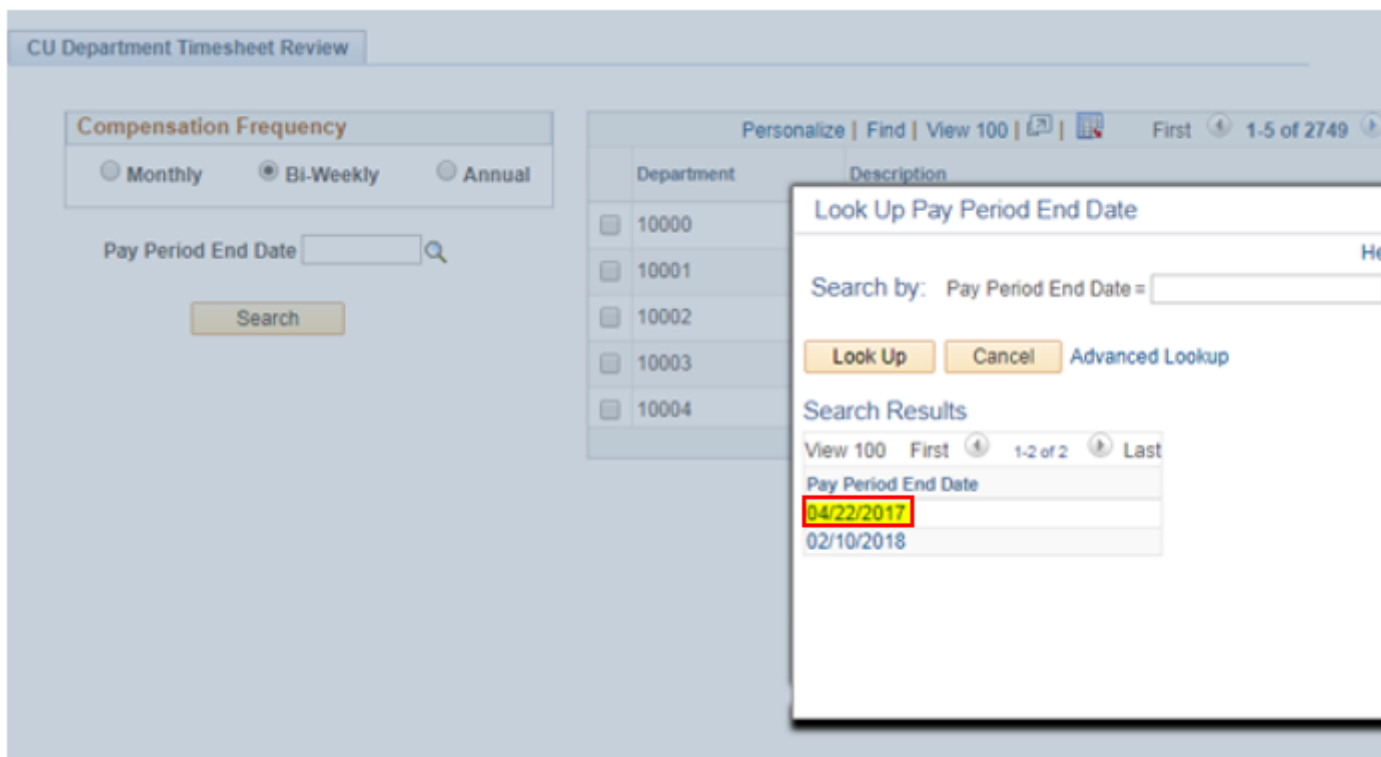 CU Department Timesheet Review
Compensation Frequency
Monthly Bi-Weekly Annual
Pay Period End Date
Search
Personalize | Find | View 100 | | First 1-5 of 2749
Department Description
10000
10001
10002
10003
10004
Look Up Pay Period End Date
He
Search by: Pay Period End Date =
Look Up Cancel Advanced Lookup
Search Results
View 100 First 1-2 of 2 Last
Pay Period End Date
04/22/2017
02/10/2018